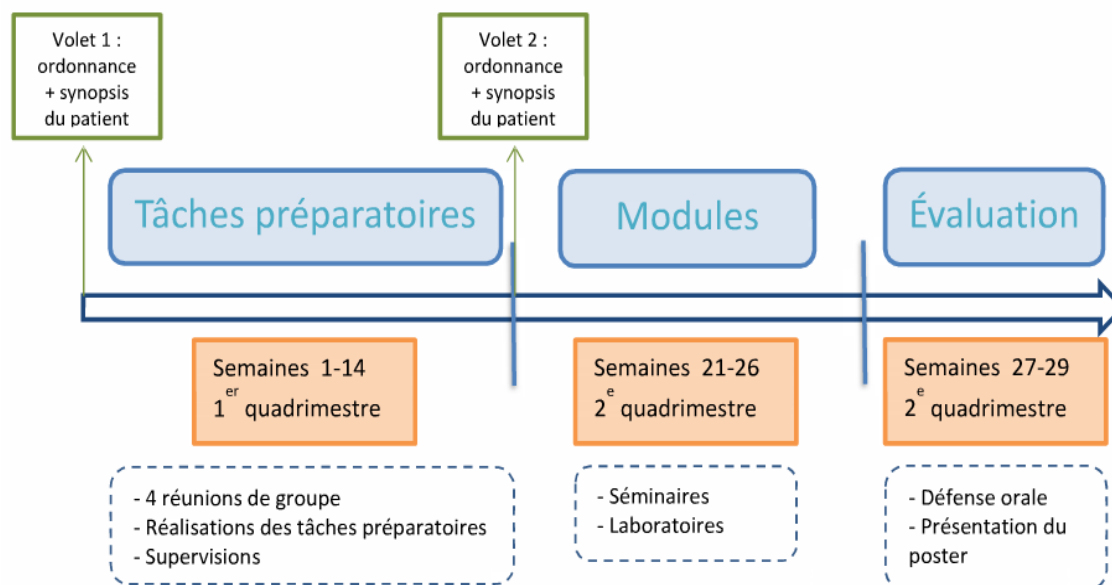 Volet 1 :
ordonnance
+ synopsis
du patient
Volet 2 :
ordonnance
+ synopsis
du patient
Tâches préparatoires
Modules
Évaluation
Semaines 1-14
1er quadrimestre
Semaines 21-26
2e quadrimestre
Semaines 27-29
2e quadrimestre
- 4 réunions de groupe
- Réalisations des tâches préparatoires
- Supervisions
- Séminaires
- Laboratoires
- Défense orale
- Présentation du
poster